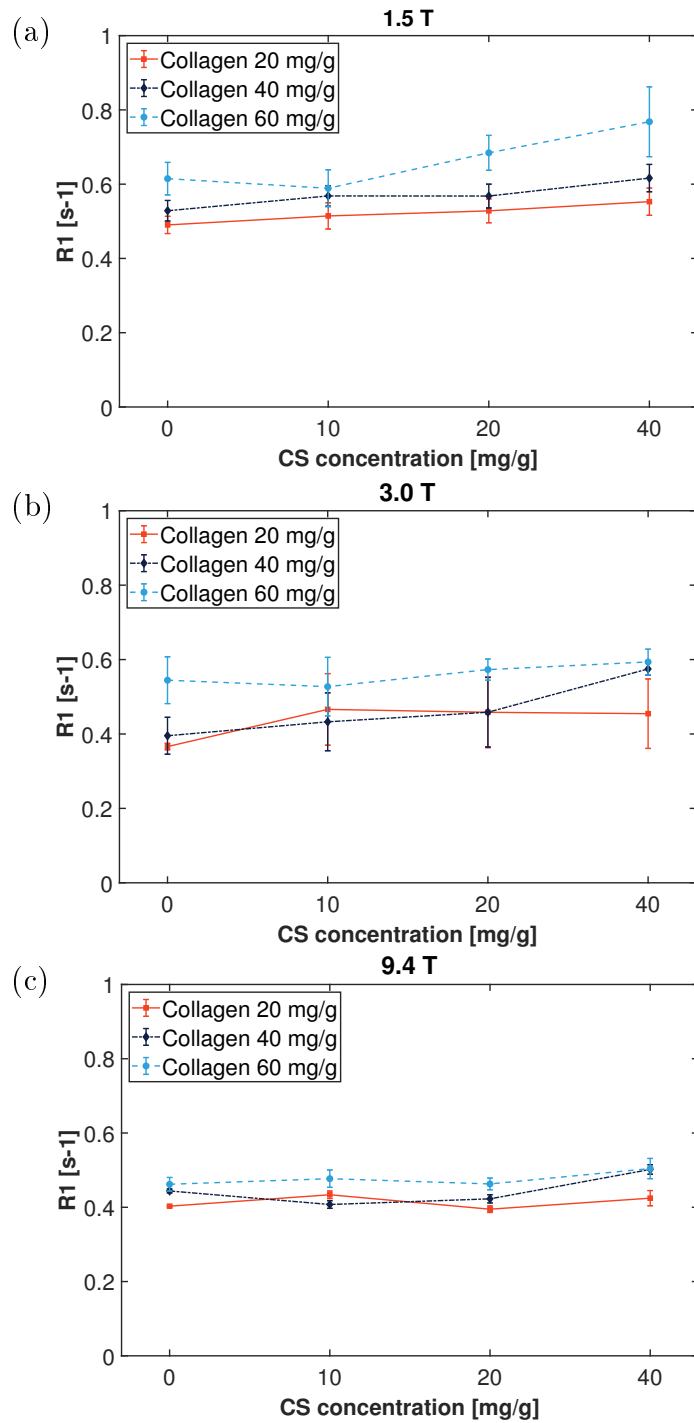 (a)
1.5 T
1
0.8
0.6
0.4
0.2
0
R1 [s-1]
Collagen 20 mg/g
Collagen 40 mg/g
Collagen 60 mg/g
0 10 20 40
CS concentration [mg/g]
(b)
3.0 T
1
0.8
0.6
0.4
0.2
0
R1 [s-1]
Collagen 20 mg/g
Collagen 40 mg/g
Collagen 60 mg/g
0 10 20 40
CS concentration [mg/g]
(c)
9.4 T
1
0.8
0.6
0.4
0.2
0
R1 [s-1]
Collagen 20 mg/g
Collagen 40 mg/g
Collagen 60 mg/g
0 10 20 40
CS concentration [mg/g]